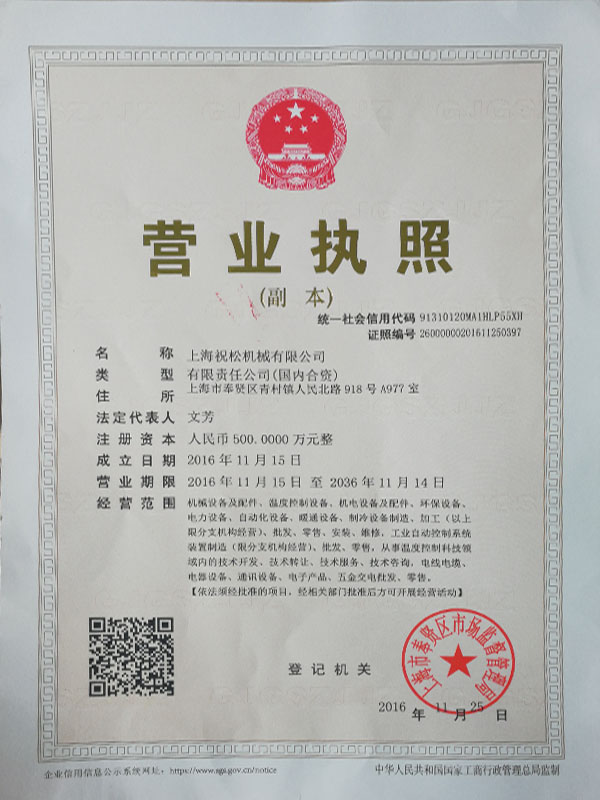 营业执照
(副 本)
统一社会信用代码 91310120MA1HLP55XH
证照编号 26000000201611250397
名 称 上海祝松机械有限公司
类 型 有限责任公司(国内合资)
住 所 上海市奉贤区青村镇人民北路918号A977室
法定代表人 文芳
注册资本 人民币500.0000万元整
成立日期 2016年11月15日
营业期限 2016年11月15日 至 2036年11月14日
经营范围 机械设备及配件、温度控制设备、机电设备及配件、环保设备、
电力设备、自动化设备、暖通设备、制冷设备制造、加工（以上
限分支机构经营）、批发、零售、安装、维修，工业自动控制系统
装置制造（限分支机构经营）、批发、零售，从事温度控制科技领
域内的技术开发、技术转让、技术服务、技术咨询，电线电缆、
电器设备、通讯设备、电子产品、五金交电批发、零售。
【依法须经批准的项目，经相关部门批准后方可开展经营活动】
上海市奉贤区市场监督管理局
登记机关
2016 年 11 月 25 日
企业信用信息公示系统网址：https://www.sgs.gov.cn/notice
中华人民共和国国家工商行政管理总局监制